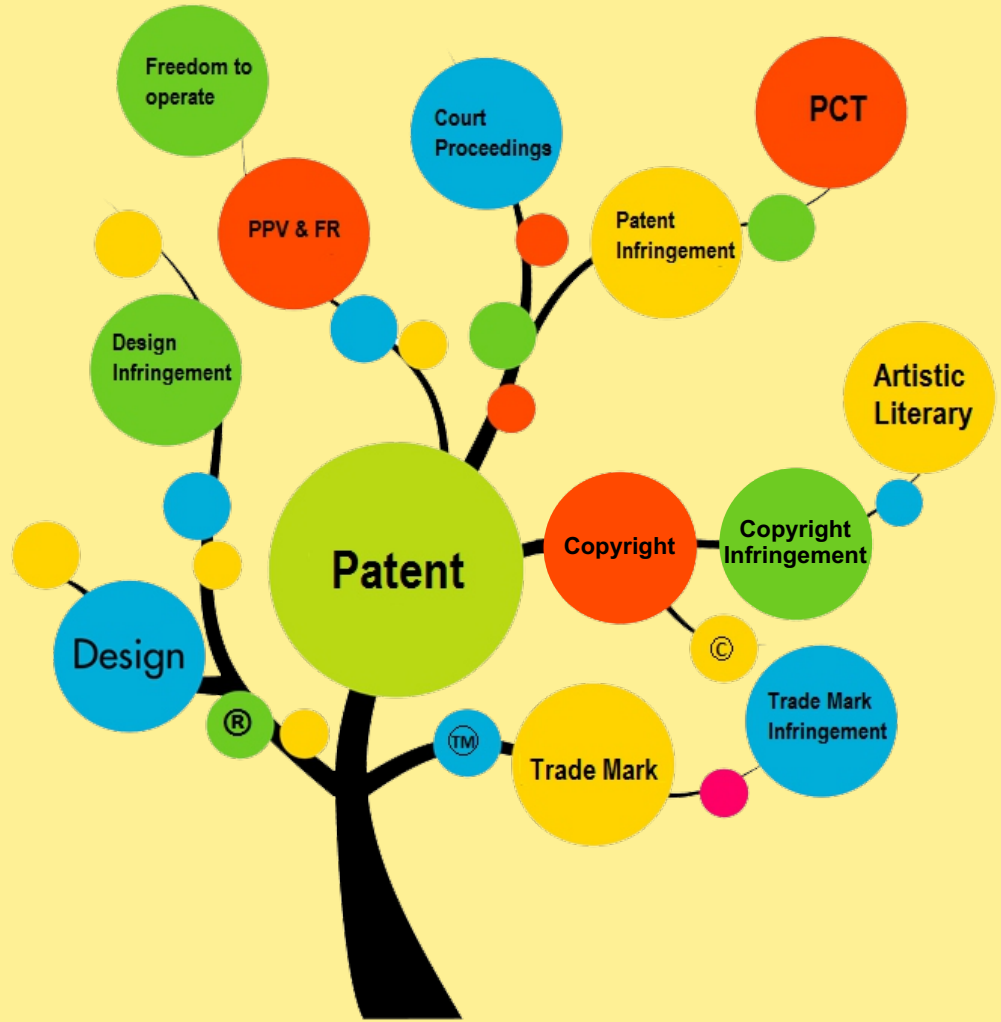 Freedom to
operate
PPV & FR
Court
Proceedings
PCT
Patent
Infringement
Design
Infringement
Artistic
Literary
Patent
Copyright
Copyright
Infringement
Design
©
®
TM
Trade Mark
Trade Mark
Infringement